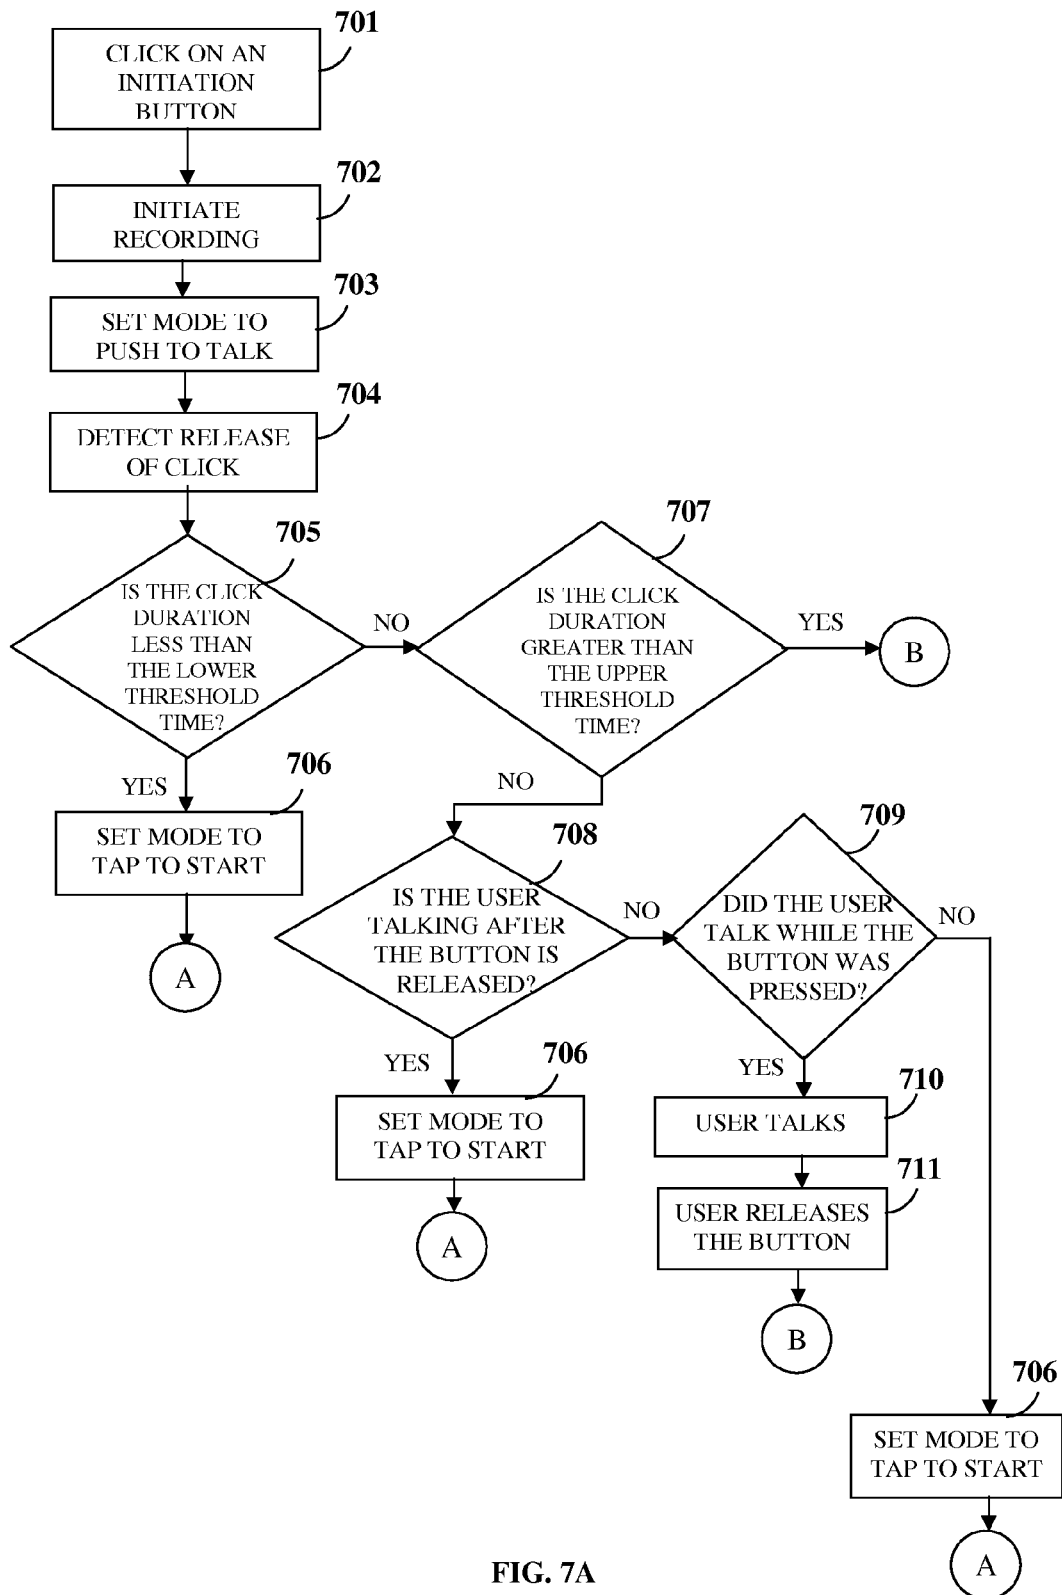 701
CLICK ON AN
INITIATION
BUTTON
702
INITIATE
RECORDING
703
SET MODE TO
PUSH TO TALK
704
DETECT RELEASE
OF CLICK
705
IS THE CLICK
DURATION
LESS THAN
THE LOWER
THRESHOLD
TIME?
NO
707
IS THE CLICK
DURATION
GREATER THAN
THE UPPER
THRESHOLD
TIME?
YES
B
YES
706
SET MODE TO
TAP TO START
A
NO
708
IS THE USER
TALKING AFTER
THE BUTTON IS
RELEASED?
NO
709
DID THE USER
TALK WHILE THE
BUTTON WAS
PRESSED?
NO
YES
706
SET MODE TO
TAP TO START
A
YES
710
USER TALKS
711
USER RELEASES
THE BUTTON
B
706
SET MODE TO
TAP TO START
A
FIG. 7A